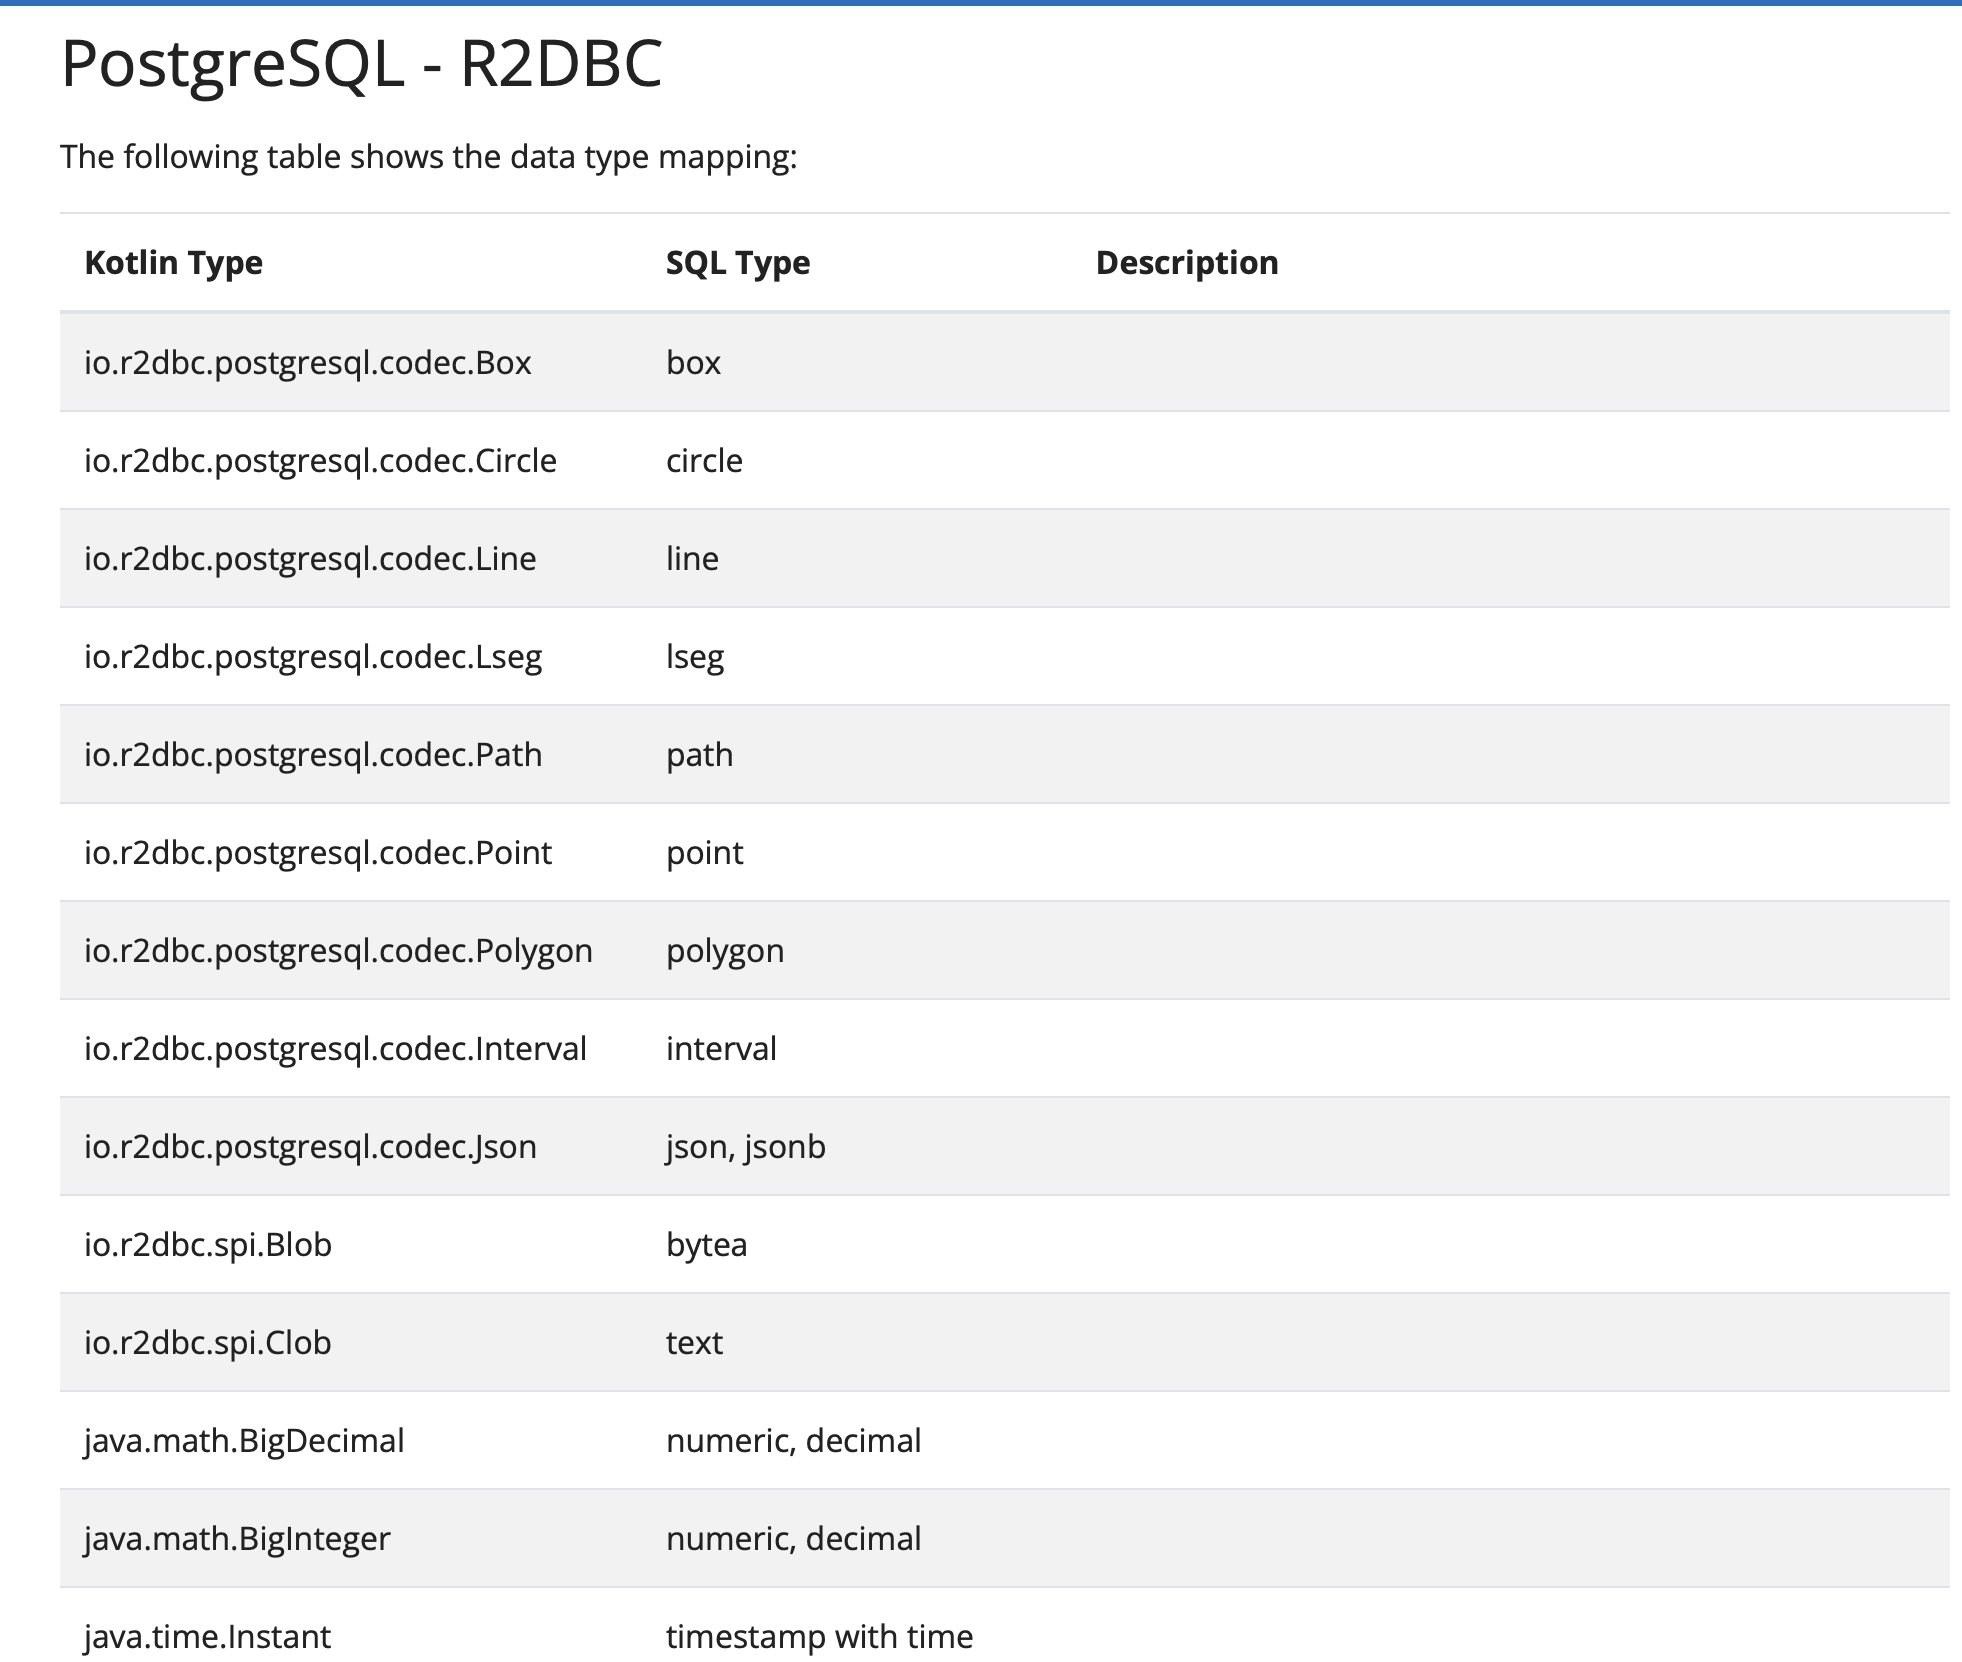 PostgreSQL - R2DBC
The following table shows the data type mapping:
Kotlin Type SQL Type Description
io.r2dbc.postgresql.codec.Box box
io.r2dbc.postgresql.codec.Circle circle
io.r2dbc.postgresql.codec.Line line
io.r2dbc.postgresql.codec.Lseg lseg
io.r2dbc.postgresql.codec.Path path
io.r2dbc.postgresql.codec.Point point
io.r2dbc.postgresql.codec.Polygon polygon
io.r2dbc.postgresql.codec.Interval interval
io.r2dbc.postgresql.codec.Json json, jsonb
io.r2dbc.spi.Blob bytea
io.r2dbc.spi.Clob text
java.math.BigDecimal numeric, decimal
java.math.BigInteger numeric, decimal
java.time.Instant timestamp with time